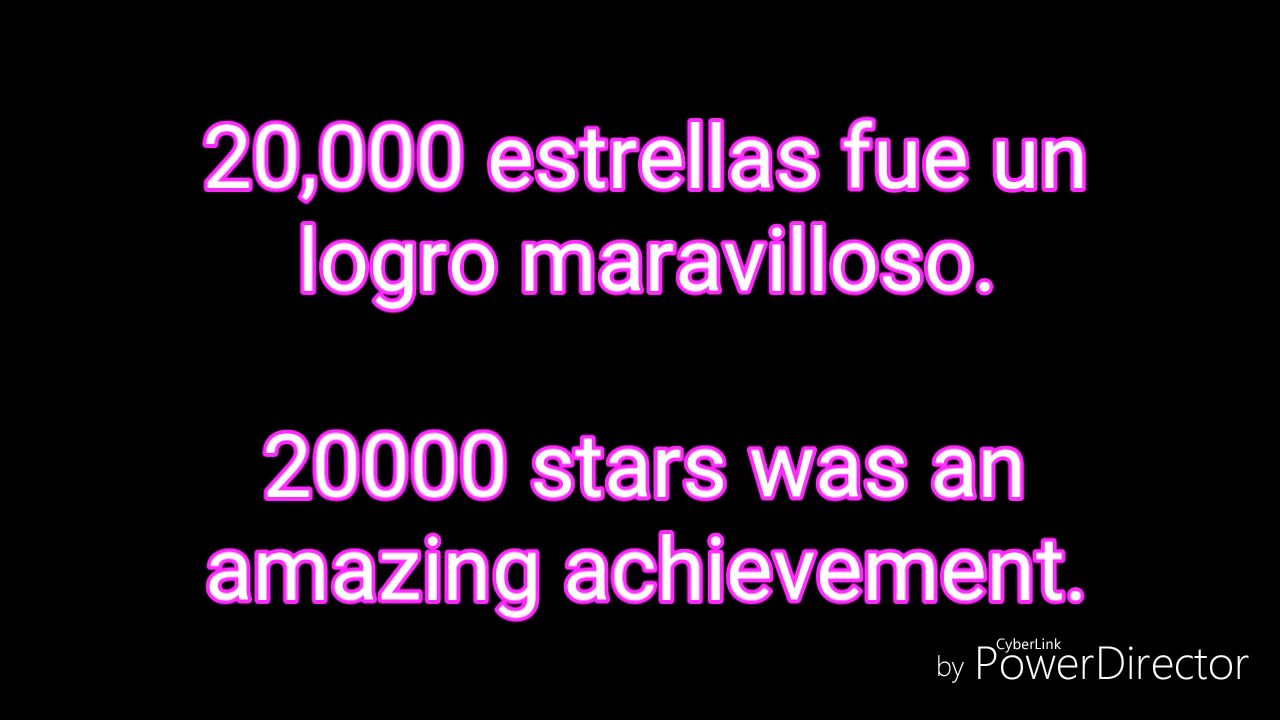 20,000 estrellas fue un
logro maravilloso.
20000 stars was an
amazing achievement.
CyberLink
by PowerDirector